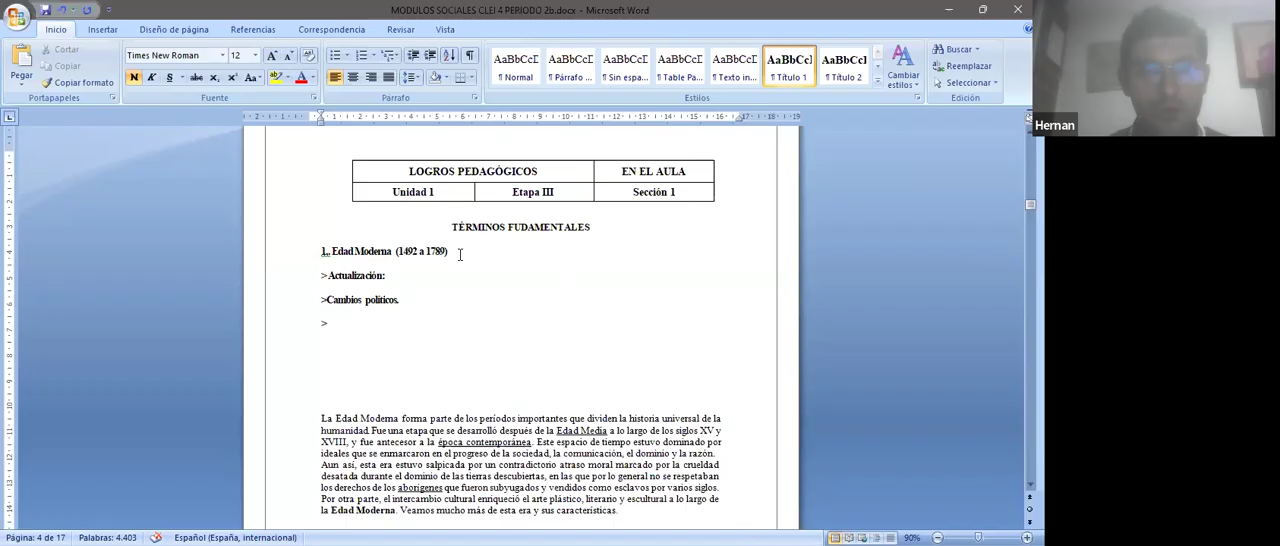 MODULOS SOCIALES CLEI 4 PERIODO 2b.docx - Microsoft Word
Inicio Insertar Diseño de página Referencias Correspondencia Revisar Vista
Cortar
Copiar
Copiar formato
Pegar
Portapapeles
Times New Roman 12
N K S abc x₂ x² Aa
Fuente
Párrafo
AaBbCcD AaBbCcD AaBbCcD AaBbCcD AaBbCcD AaBbCcI AaBbCcI
¶ Normal ¶ Párrafo ... ¶ Sin espa... ¶ Table Pa... ¶ Texto in... ¶ Título 1 ¶ Título 2
Cambiar
estilos
Estilos
Buscar
Reemplazar
Seleccionar
Edición
Hernan
LOGROS PEDAGÓGICOS EN EL AULA
Unidad 1 Etapa III Sección 1
TÉRMINOS FUDAMENTALES
1. Edad Moderna (1492 a 1789)
> Actualización:
>Cambios políticos.
>
La Edad Moderna forma parte de los períodos importantes que dividen la historia universal de la
humanidad. Fue una etapa que se desarrolló después de la Edad Media a lo largo de los siglos XV y
XVIII, y fue antecesor a la época contemporánea. Este espacio de tiempo estuvo dominado por
ideales que se enmarcaron en el progreso de la sociedad, la comunicación, el dominio y la razón.
Aun así, esta era estuvo salpicada por un contradictorio atraso moral marcado por la crueldad
desatada durante el dominio de las tierras descubiertas, en las que por lo general no se respetaban
los derechos de los aborígenes que fueron subyugados y vendidos como esclavos por varios siglos.
Por otra parte, el intercambio cultural enriqueció el arte plástico, literario y escultural a lo largo de
la Edad Moderna. Veamos mucho más de esta era y sus características.
Página: 4 de 17 Palabras: 4.403 Español (España, internacional) 90%